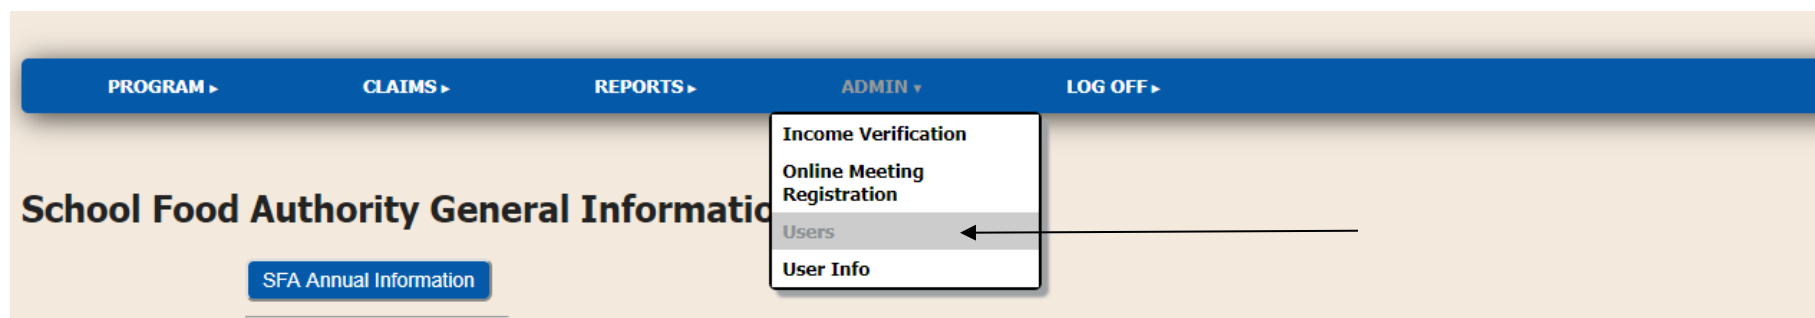 PROGRAM ▸ CLAIMS ▸ REPORTS ▸ ADMIN ▾ LOG OFF ▸
Income Verification
Online Meeting
Registration
School Food Authority General Informatio
Users
User Info
SFA Annual Information